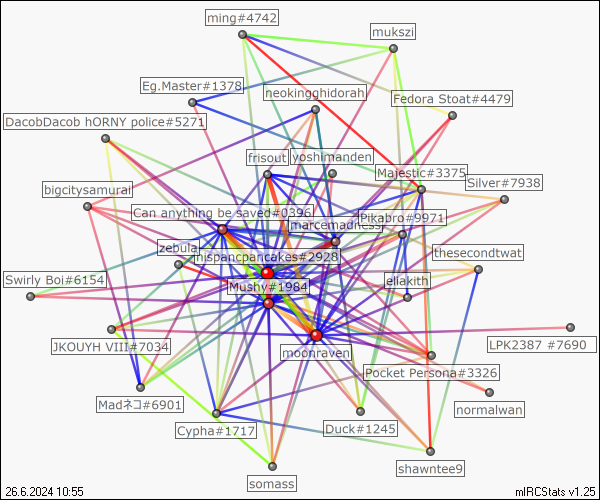 ming#4742
mukszi
Eg.Master#1378
neokingghidorah
Fedora Stoat#4479
DacobDacob hORNY police#5271
frisout
yoshimanden
Majestic#3375
bigcitysamurai
Silver#7938
Can anything be saved#0396
Pikabro#9971
marcemadness
zebular
nispancpancakes#2928
thesecondtwat
Swirly Boi#6154
Mushy#1984
eliakith
JKOUYH VIII#7034
moonraven
LPK2387 #7690
Pocket Persona#3326
Madネコ#6901
normalwan
Cypha#1717
Duck#1245
shawntee9
somass
26.6.2024 10:55
mIRCStats v1.25